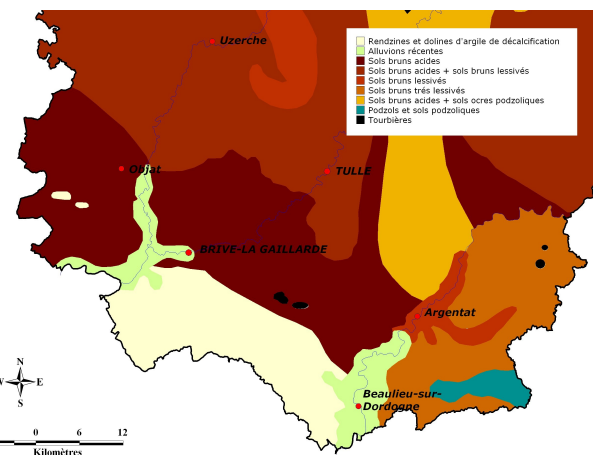 Uzerche
Rendzines et dolines d'argile de décalcification
Alluvions récentes
Sols bruns acides
Sols bruns acides + sols bruns lessivés
Sols bruns lessivés
Sols bruns trés lessivés
Sols bruns acides + sols ocres podzoliques
Podzols et sols podzoliques
Tourbières
Objat
TULLE
BRIVE-LA GAILLARDE
Argentat
Beaulieu-sur-
Dordogne
N
W E
S
0 6 12
Kilomètres